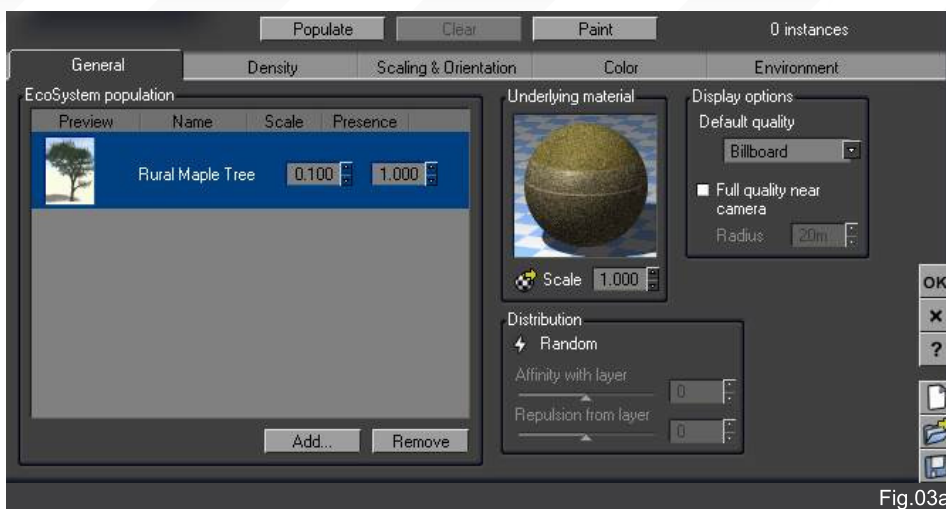 Populate Clear Paint 0 instances
General Density Scaling & Orientation Color Environment
EcoSystem population
Preview Name Scale Presence
Rural Maple Tree 0.100 1.000
Add... Remove
Underlying material
Scale 1.000
Display options
Default quality
Billboard
Full quality near
camera
Radius 20m
Distribution
Random
Affinity with layer
0
Repulsion from layer
0
OK
?
Fig.03a